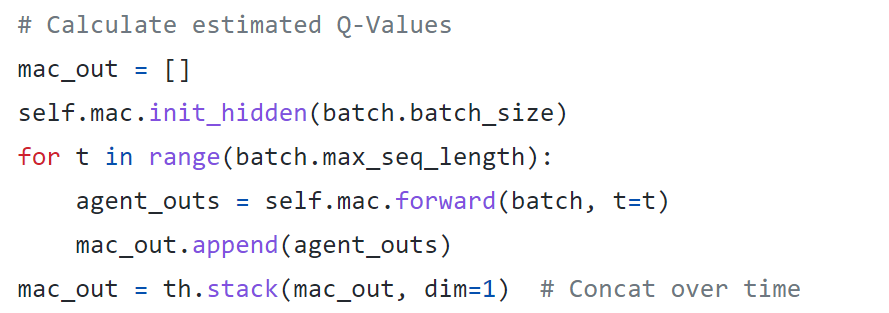 # Calculate estimated Q-Values
mac_out = []
self.mac.init_hidden(batch.batch_size)
for t in range(batch.max_seq_length):
    agent_outs = self.mac.forward(batch, t=t)
    mac_out.append(agent_outs)
mac_out = th.stack(mac_out, dim=1)  # Concat over time